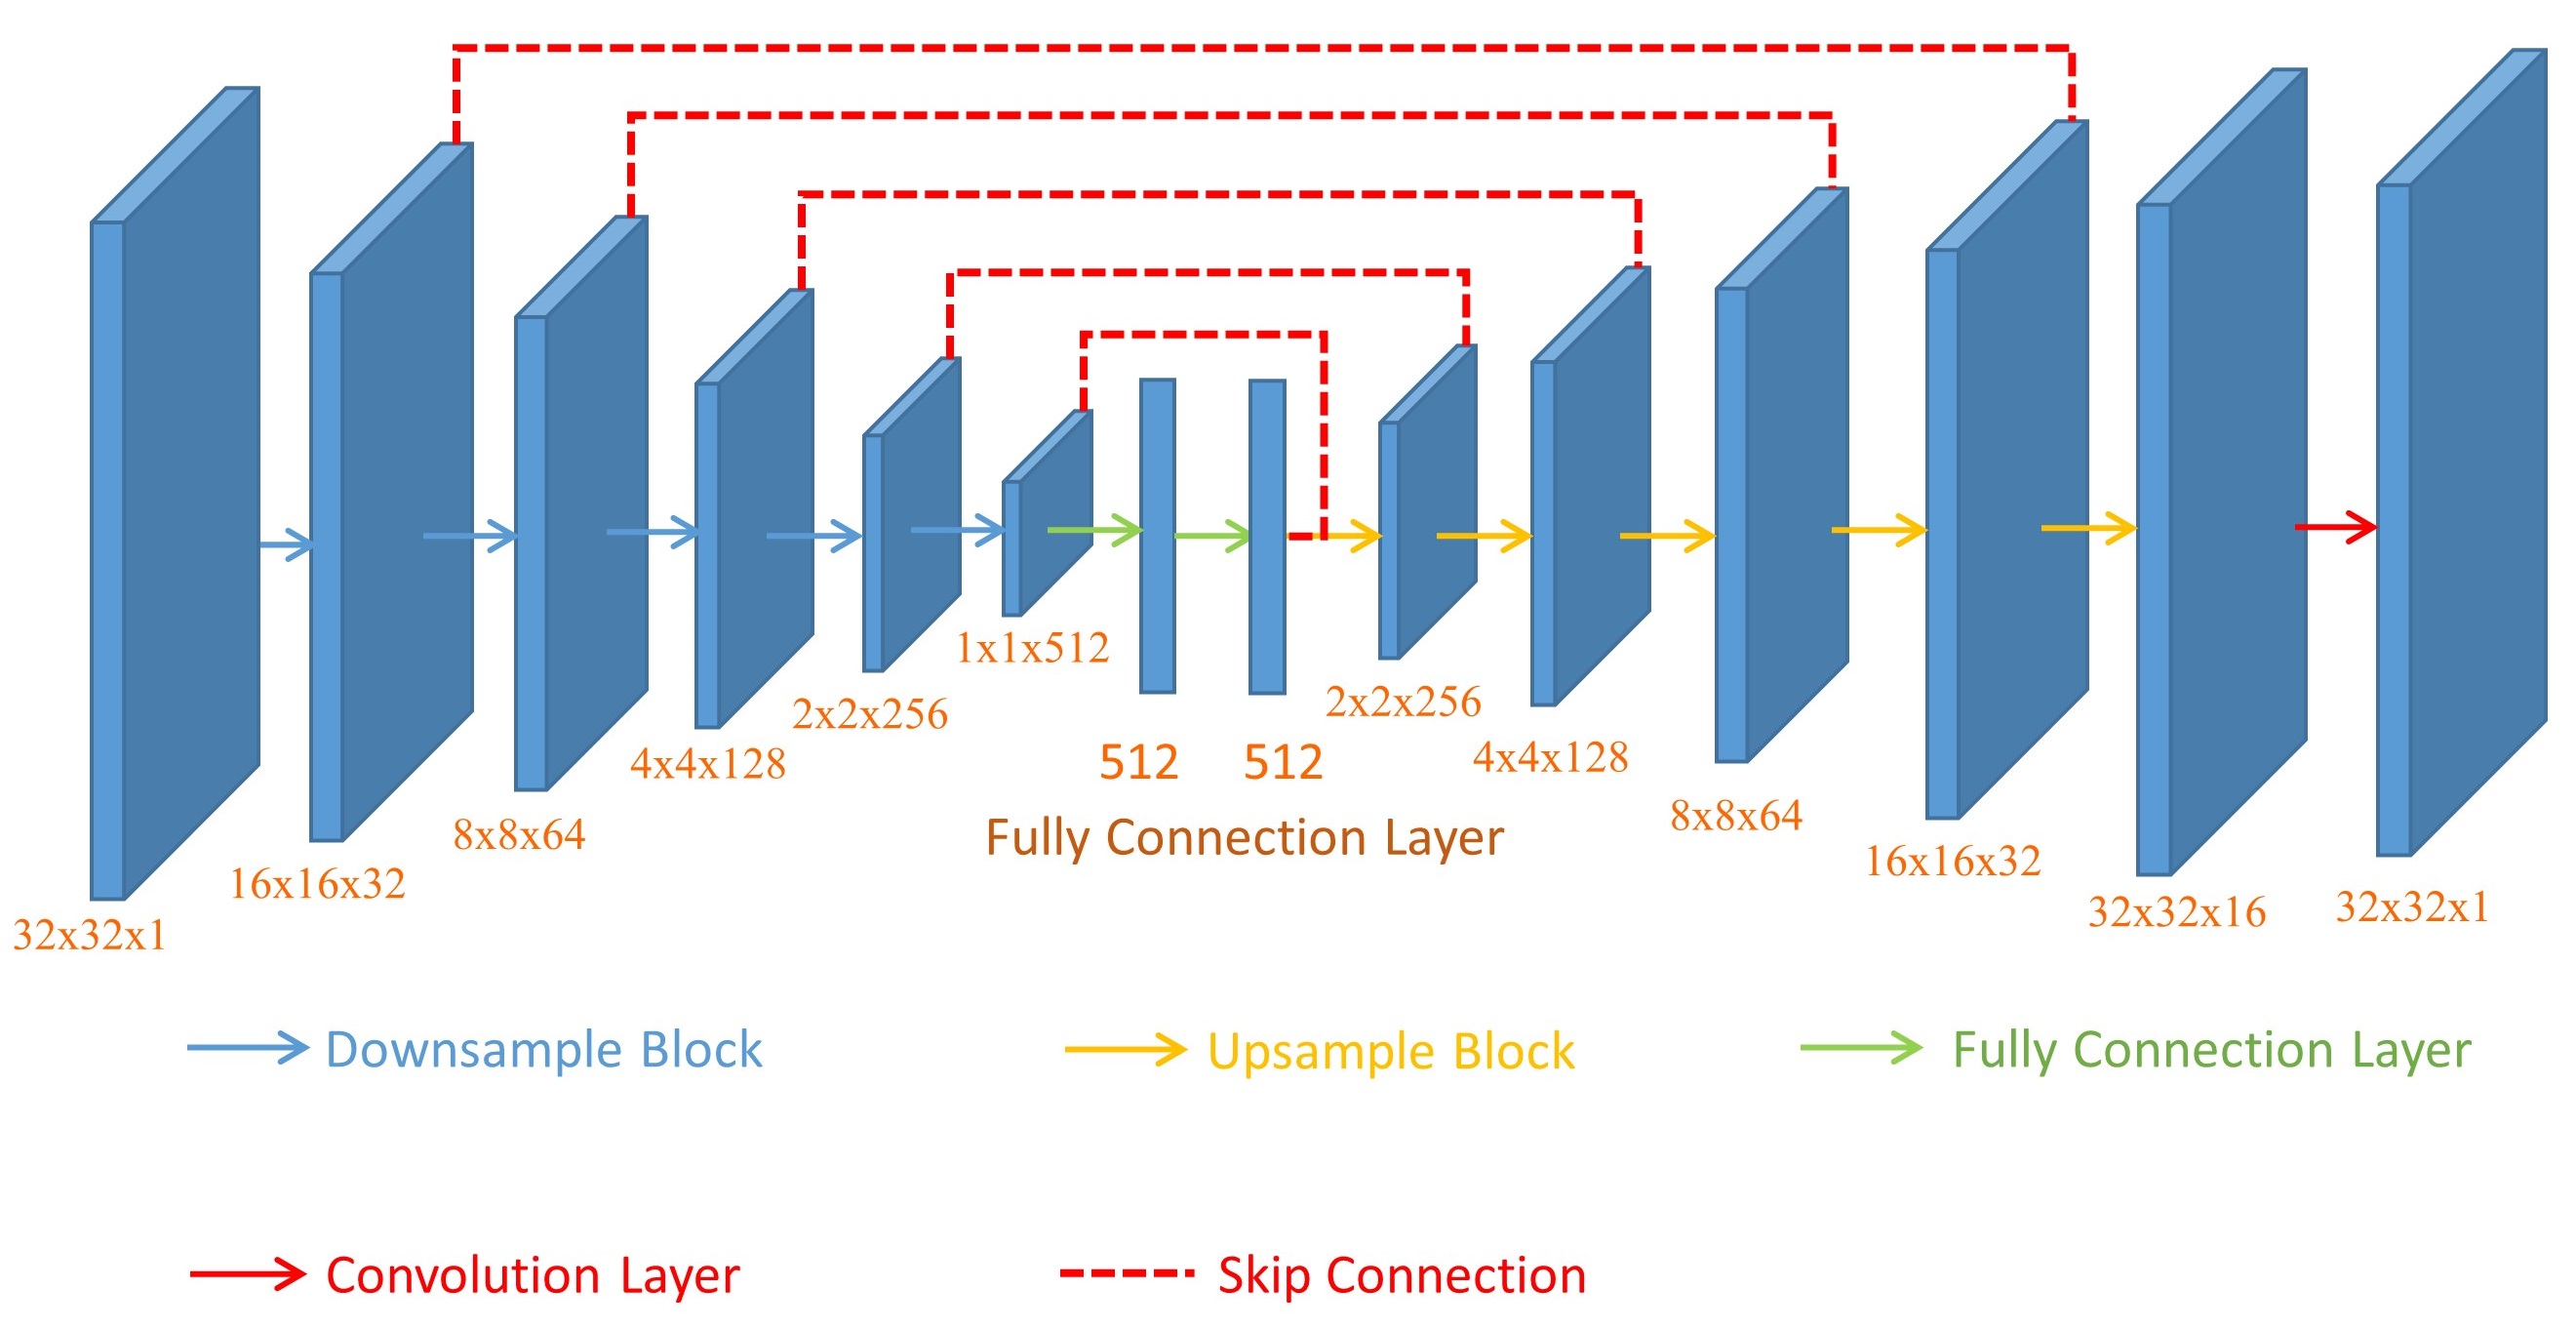 32x32x1
16x16x32
8x8x64
4x4x128
2x2x256
1x1x512
512
512
Fully Connection Layer
2x2x256
4x4x128
8x8x64
16x16x32
32x32x16
32x32x1
Downsample Block
Upsample Block
Fully Connection Layer
Convolution Layer
Skip Connection